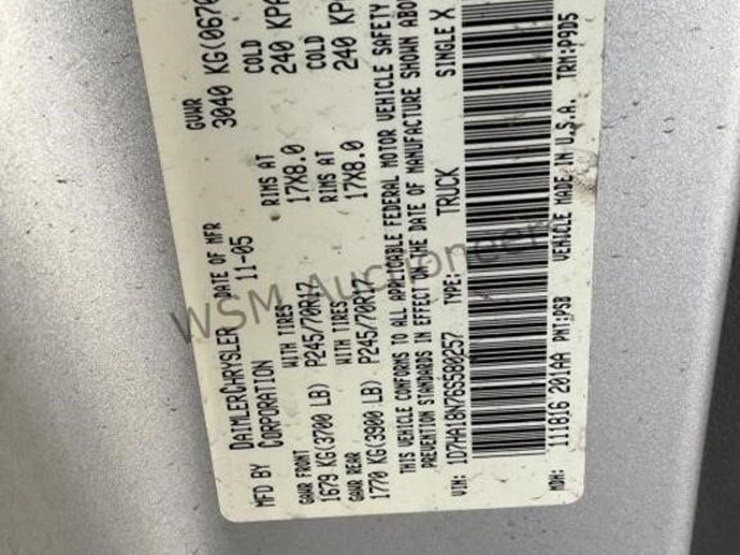 MFD BY DAIMLERCHRYSLER DATE OF MFR GVWR
CORPORATION 11-05 3040 KG(067
GAWR FRONT WITH TIRES RIMS AT COLD
1679 KG(3700 LB) P245/70R17 17X8.0 240 KPA
GAWR REAR WITH TIRES RIMS AT COLD
1770 KG(3900 LB) P245/70R17 17X8.0 240 KP
THIS VEHICLE CONFORMS TO ALL APPLICABLE FEDERAL MOTOR VEHICLE SAFETY
PREVENTION STANDARDS IN EFFECT ON THE DATE OF MANUFACTURE SHOWN ABO
VIN: 1D7HA18N76S580257 TYPE: TRUCK SINGLE X
MDH: 111816 201AA PNT:PSB VEHICLE MADE IN U.S.A. TRM:P9D5
WSM Auctioneers